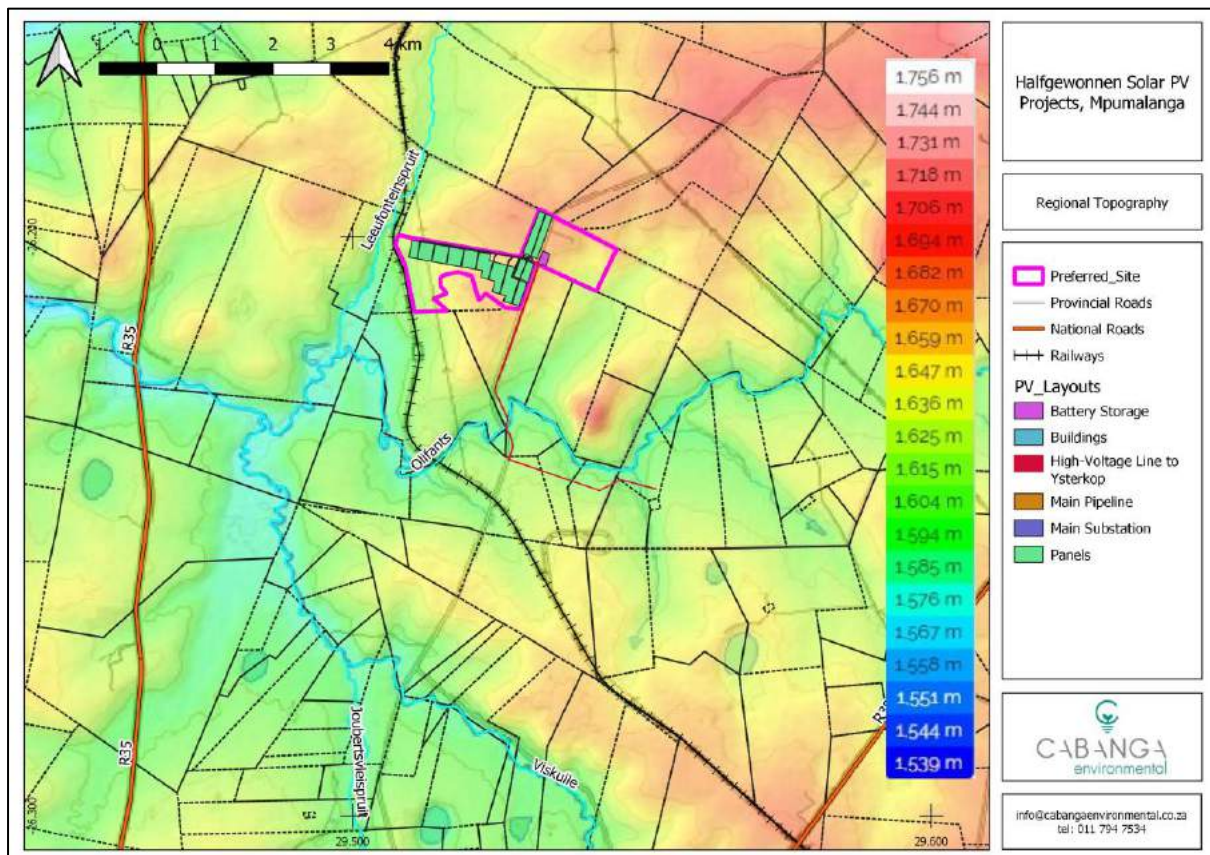 1 0 1 2 3 4 km
R35
Leeufonteinspruit
-26.200
R35
Olifants
R35
Joubertsvleispruit
Viskuile
-26.300
29.500
29.600
1.756 m
1.744 m
1.731 m
1.718 m
1.706 m
1.694 m
1.682 m
1.670 m
1.659 m
1.647 m
1.636 m
1.625 m
1.615 m
1.604 m
1.594 m
1.585 m
1.576 m
1.567 m
1.558 m
1.551 m
1.544 m
1.539 m
Halfgewonnen Solar PV
Projects, Mpumalanga
Regional Topography
Preferred_Site
Provincial Roads
National Roads
Railways
PV_Layouts
Battery Storage
Buildings
High-Voltage Line to
Ysterkop
Main Pipeline
Main Substation
Panels
CABANGA
environmental
info@cabangaenvironmental.co.za
tel: 011 794 7534